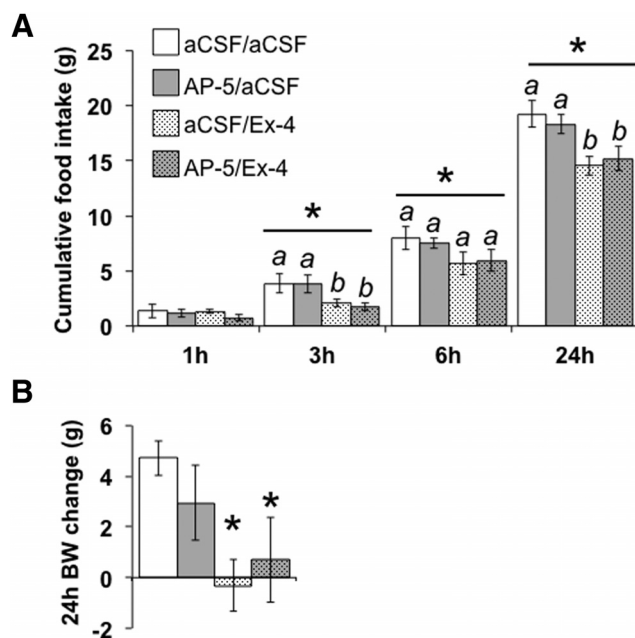 A
Cumulative food intake (g)
25
20
15
10
5
0
aCSF/aCSF
AP-5/aCSF
aCSF/Ex-4
AP-5/Ex-4
*
a a b b
*
a a a a
*
a a b b
1h 3h 6h 24h
B
24h BW change (g)
6
4
2
0
-2
* *